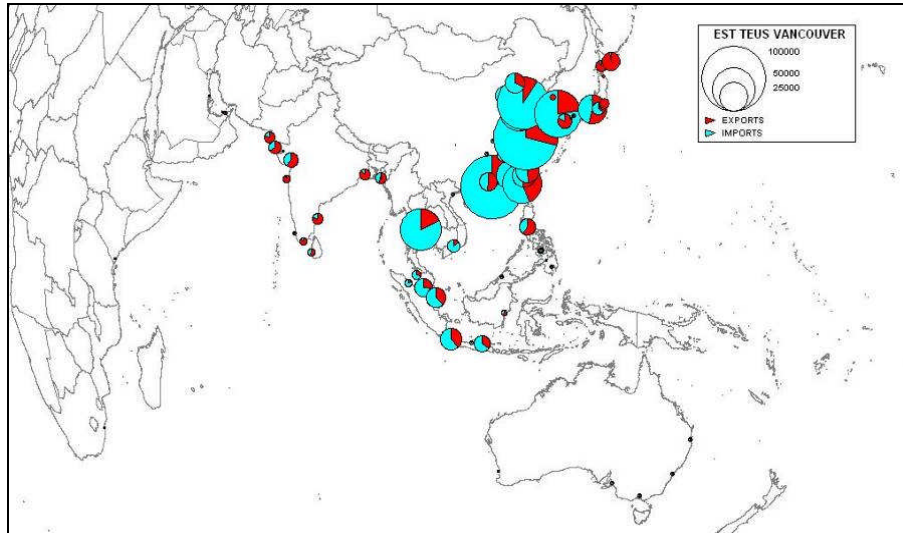 EST TEUS VANCOUVER
100000
50000
25000
EXPORTS
IMPORTS